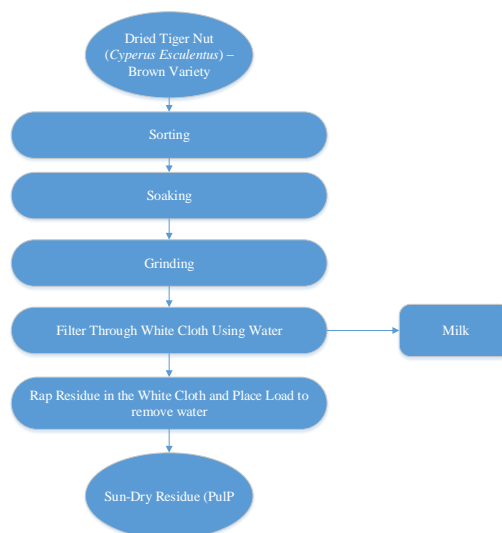 Dried Tiger Nut
(Cyperus Esculentus) –
Brown Variety
Sorting
Soaking
Grinding
Filter Through White Cloth Using Water
Milk
Rap Residue in the White Cloth and Place Load to
remove water
Sun-Dry Residue (PulP